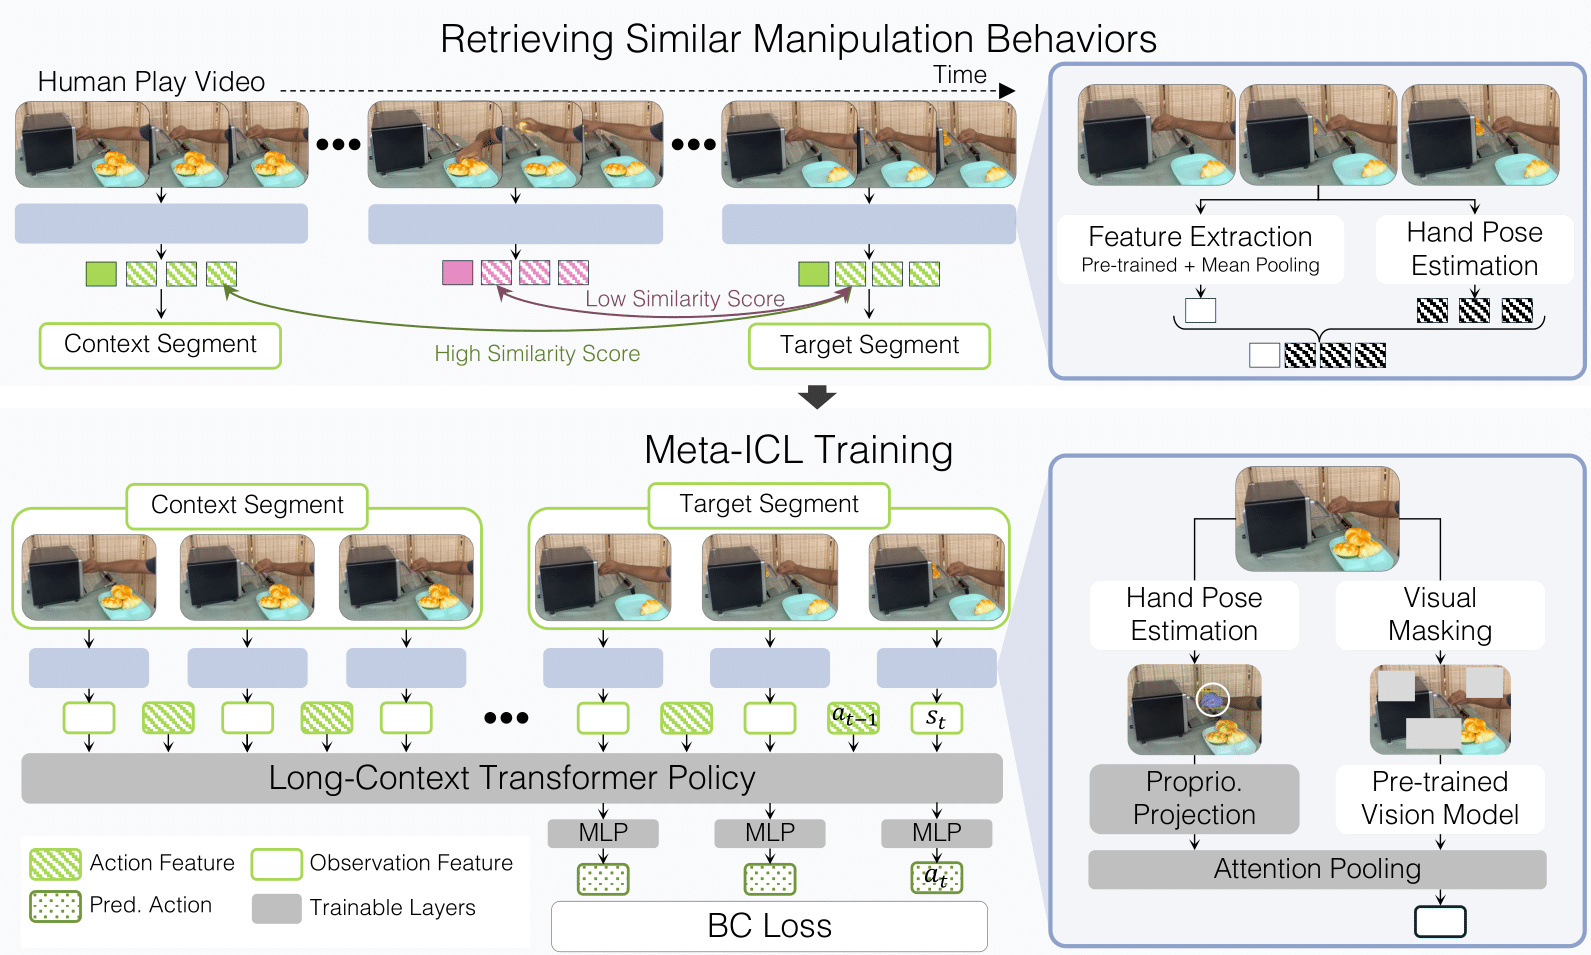 Retrieving Similar Manipulation Behaviors
Human Play Video
Time
Feature Extraction
Pre-trained + Mean Pooling
Hand Pose
Estimation
Low Similarity Score
High Similarity Score
Context Segment
Target Segment
Meta-ICL Training
Context Segment
Target Segment
a_{t-1}
s_t
Long-Context Transformer Policy
MLP
MLP
MLP
a_t
BC Loss
Action Feature
Observation Feature
Pred. Action
Trainable Layers
Hand Pose
Estimation
Visual
Masking
Proprio.
Projection
Pre-trained
Vision Model
Attention Pooling